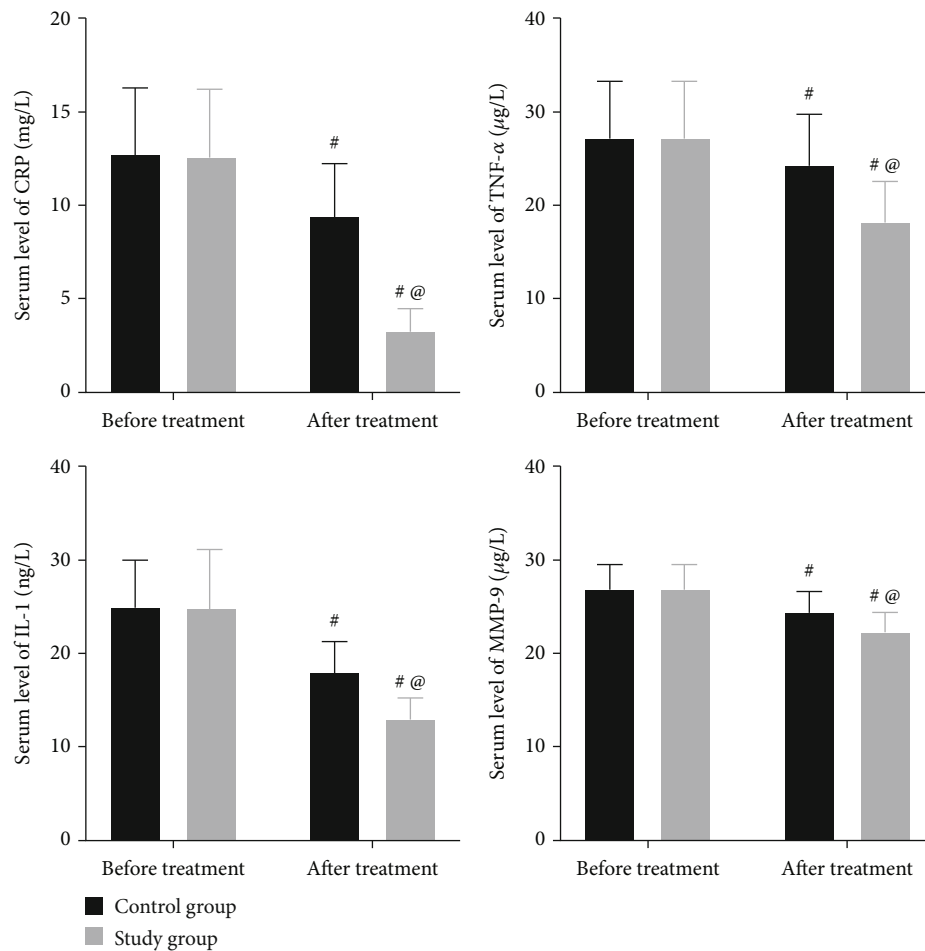 Serum level of CRP (mg/L)
20
15
10
5
0
#
# @
Before treatment
After treatment
Serum level of TNF-α (μg/L)
40
30
20
10
0
#
# @
Before treatment
After treatment
Serum level of IL-1 (ng/L)
40
30
20
10
0
#
# @
Before treatment
After treatment
Serum level of MMP-9 (μg/L)
40
30
20
10
0
#
# @
Before treatment
After treatment
Control group
Study group